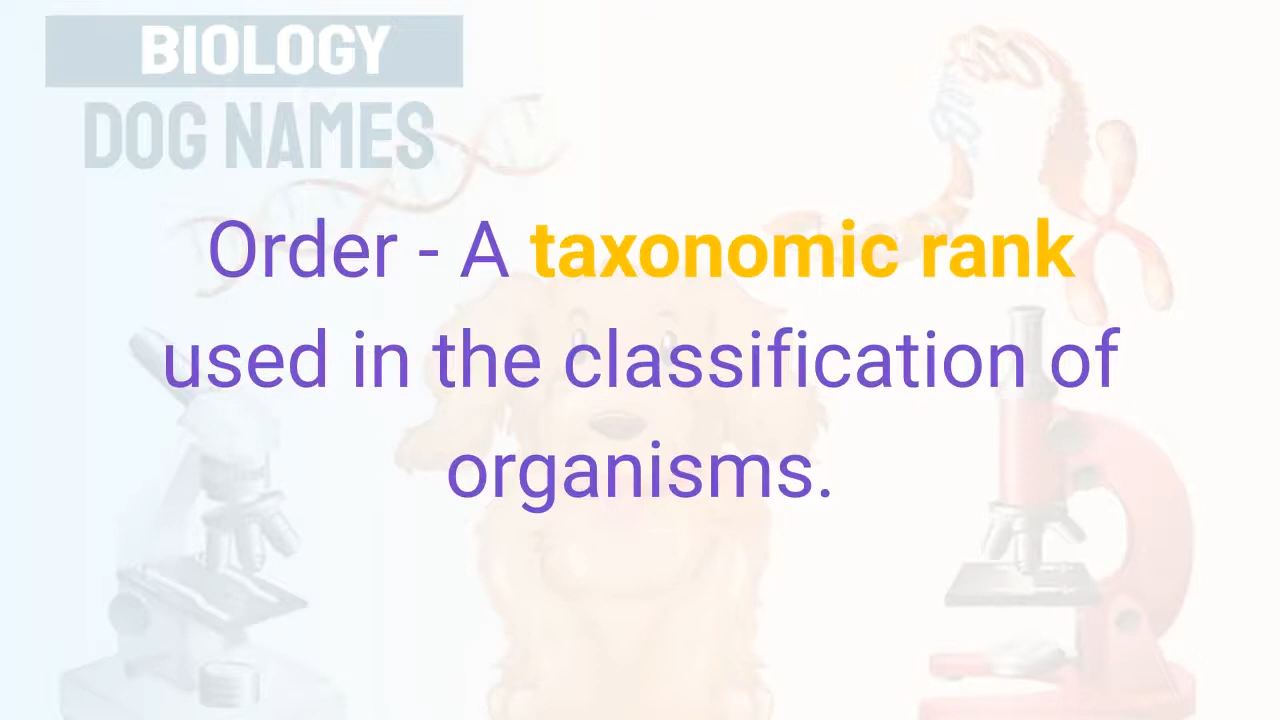 BIOLOGY
DOG NAMES
Order - A taxonomic rank
used in the classification of
organisms.